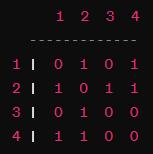 1 2 3 4
-------------
1 | 0 1 0 1
2 | 1 0 1 1
3 | 0 1 0 0
4 | 1 1 0 0